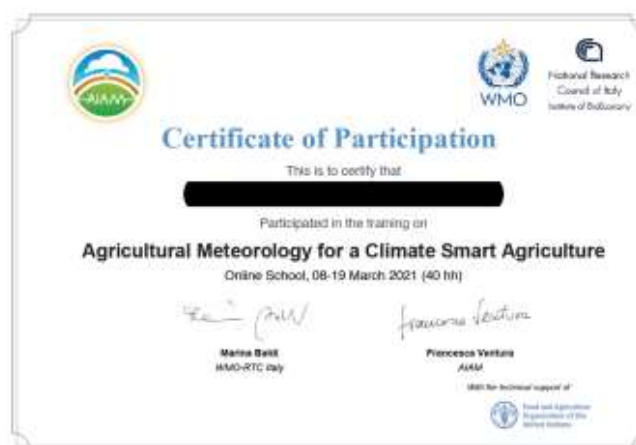 AIAM
WMO
National Research
Council of Italy
Institute of BioEconomy
Certificate of Participation
This is to certify that
Participated in the training on
Agricultural Meteorology for a Climate Smart Agriculture
Online School, 08-19 March 2021 (40 hh)
Francesca Ventura
Marina Baldi
Francesca Ventura
WMO-RTC Italy
AIAM
With the technical support of
Food and Agriculture
Organization of the
United Nations